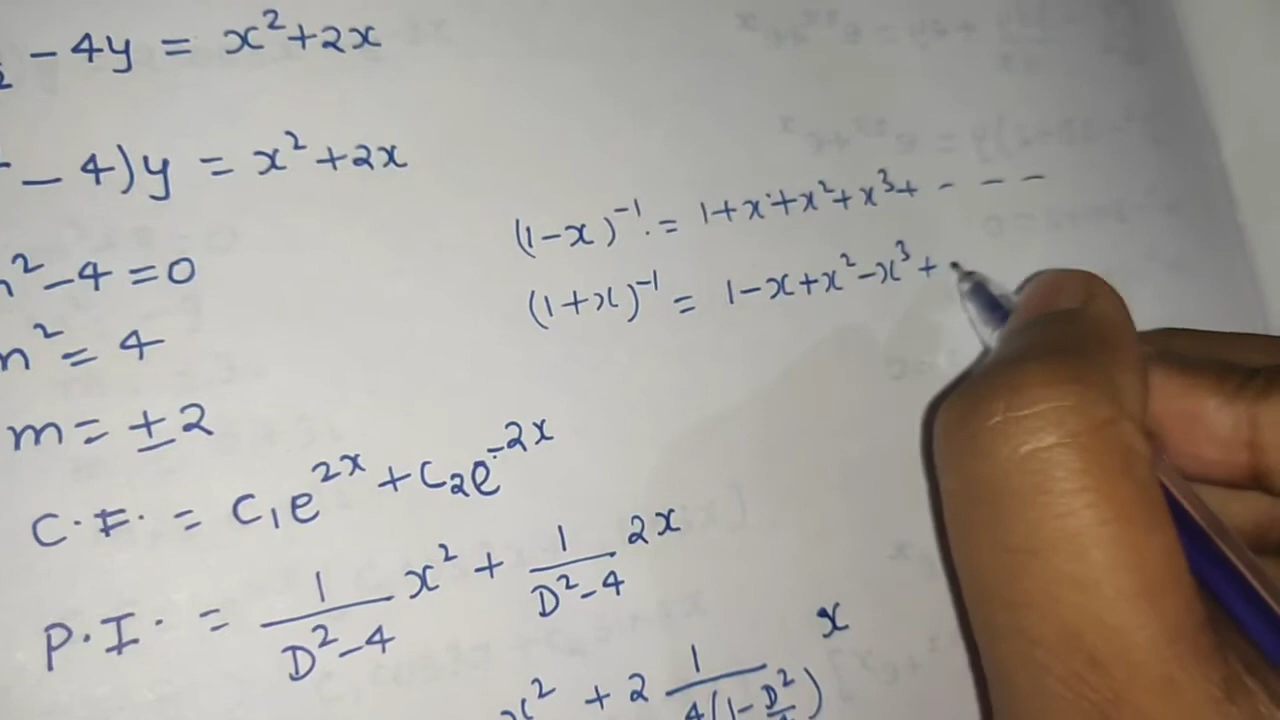 - 4y = x²+2x
- 4)y = x²+2x
(1-x)⁻¹ = 1+x+x²+x³+ - - -
(1+x)⁻¹ = 1-x+x²-x³+
m²-4=0
m²= 4
m= ±2
C.F. = C₁e^2x + C₂e^-2x
P.I. = 1/(D²-4) x² + 1/(D²-4) 2x
x² + 2 1/(4(1-D²/4)) x